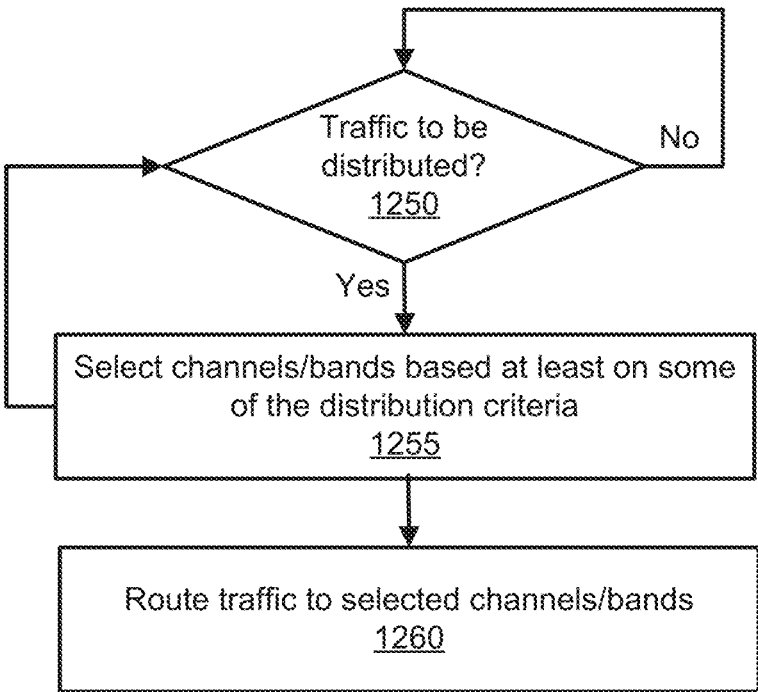 Traffic to be
distributed?
1250
No
Yes
Select channels/bands based at least on some
of the distribution criteria
1255
Route traffic to selected channels/bands
1260